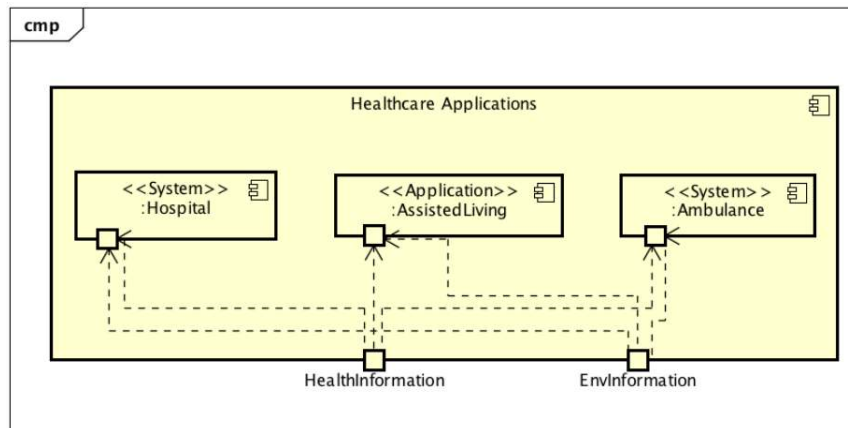 cmp
Healthcare Applications
<<System>>
:Hospital
<<Application>>
:AssistedLiving
<<System>>
:Ambulance
HealthInformation
EnvInformation